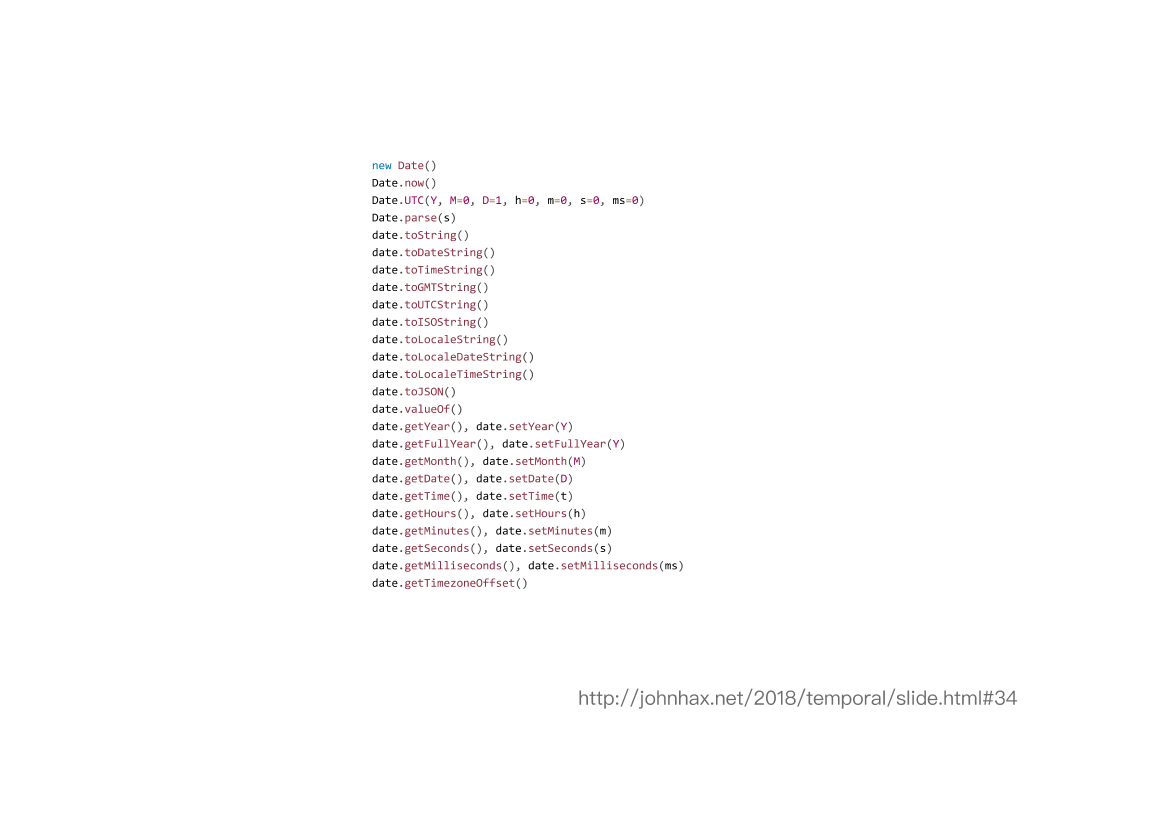 new Date()
Date.now()
Date.UTC(Y, M=0, D=1, h=0, m=0, s=0, ms=0)
Date.parse(s)
date.toString()
date.toDateString()
date.toTimeString()
date.toGMTString()
date.toUTCString()
date.toISOString()
date.toLocaleString()
date.toLocaleDateString()
date.toLocaleTimeString()
date.toJSON()
date.valueOf()
date.getYear(), date.setYear(Y)
date.getFullYear(), date.setFullYear(Y)
date.getMonth(), date.setMonth(M)
date.getDate(), date.setDate(D)
date.getTime(), date.setTime(t)
date.getHours(), date.setHours(h)
date.getMinutes(), date.setMinutes(m)
date.getSeconds(), date.setSeconds(s)
date.getMilliseconds(), date.setMilliseconds(ms)
date.getTimezoneOffset()
http://johnhax.net/2018/temporal/slide.html#34